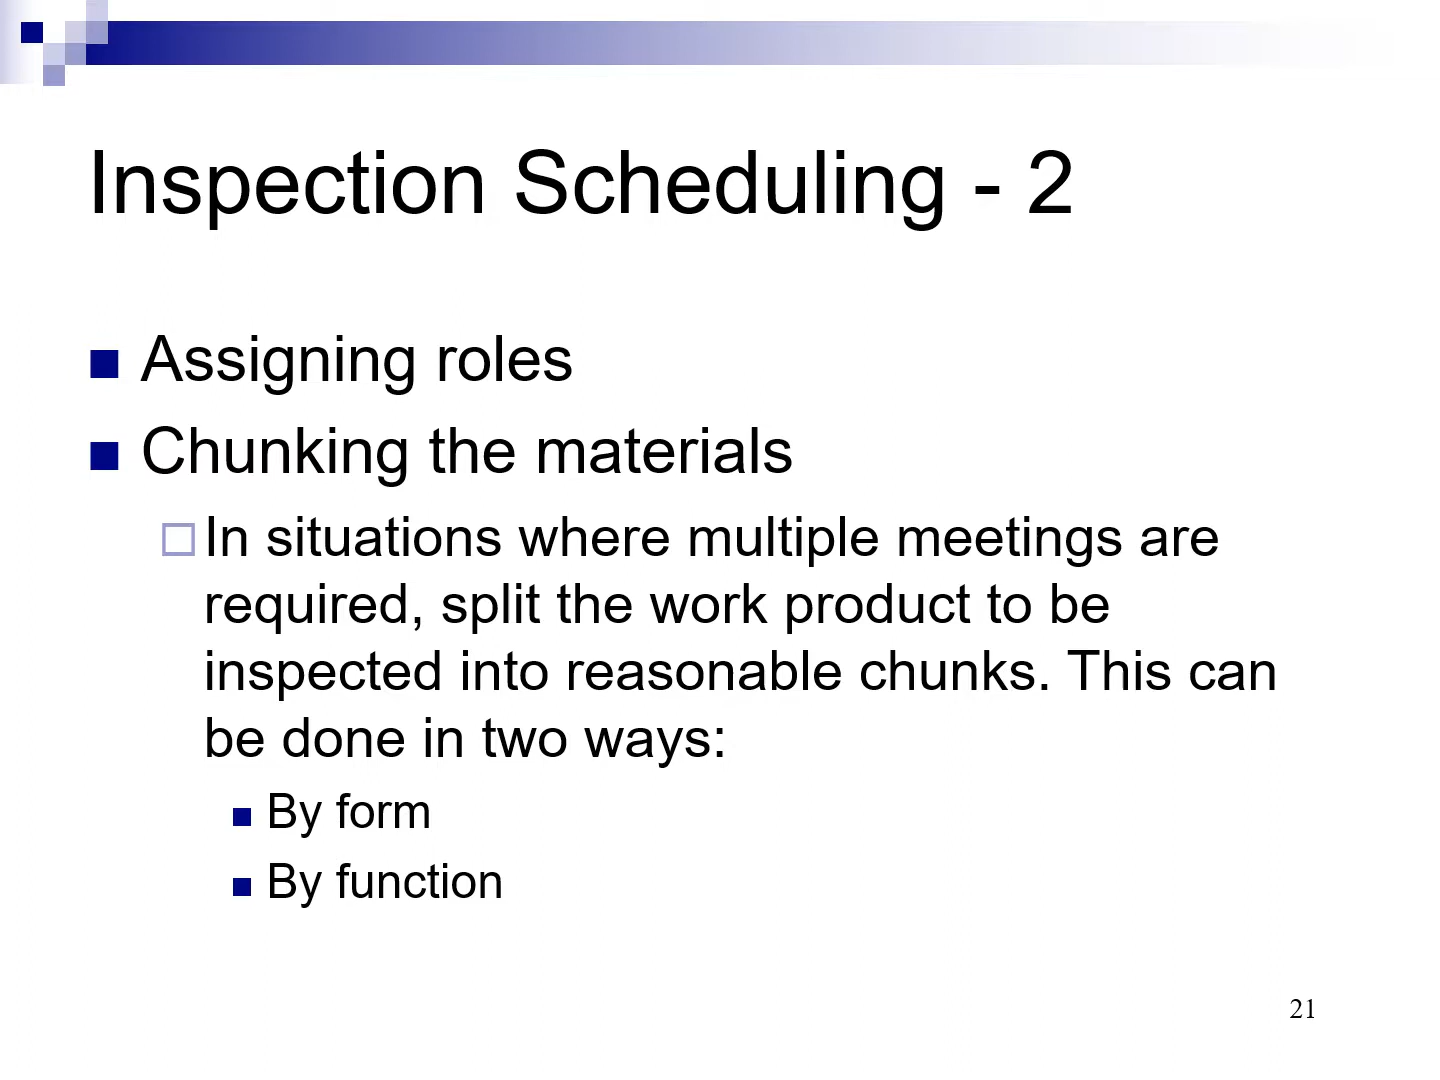 Inspection Scheduling - 2
Assigning roles
Chunking the materials
In situations where multiple meetings are
required, split the work product to be
inspected into reasonable chunks. This can
be done in two ways:
By form
By function
21